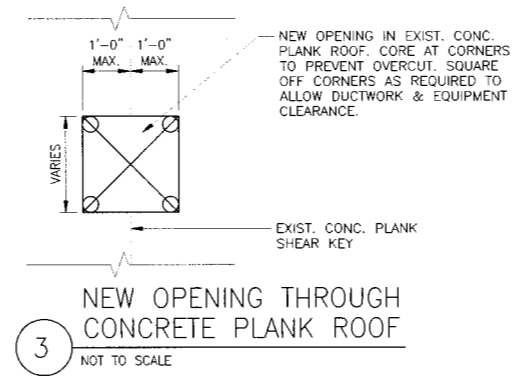 1'-0" 1'-0"
MAX. MAX.
NEW OPENING IN EXIST. CONC.
PLANK ROOF. CORE AT CORNERS
TO PREVENT OVERCUT. SQUARE
OFF CORNERS AS REQUIRED TO
ALLOW DUCTWORK & EQUIPMENT
CLEARANCE.
VARIES
EXIST. CONC. PLANK
SHEAR KEY
NEW OPENING THROUGH
CONCRETE PLANK ROOF
3
NOT TO SCALE